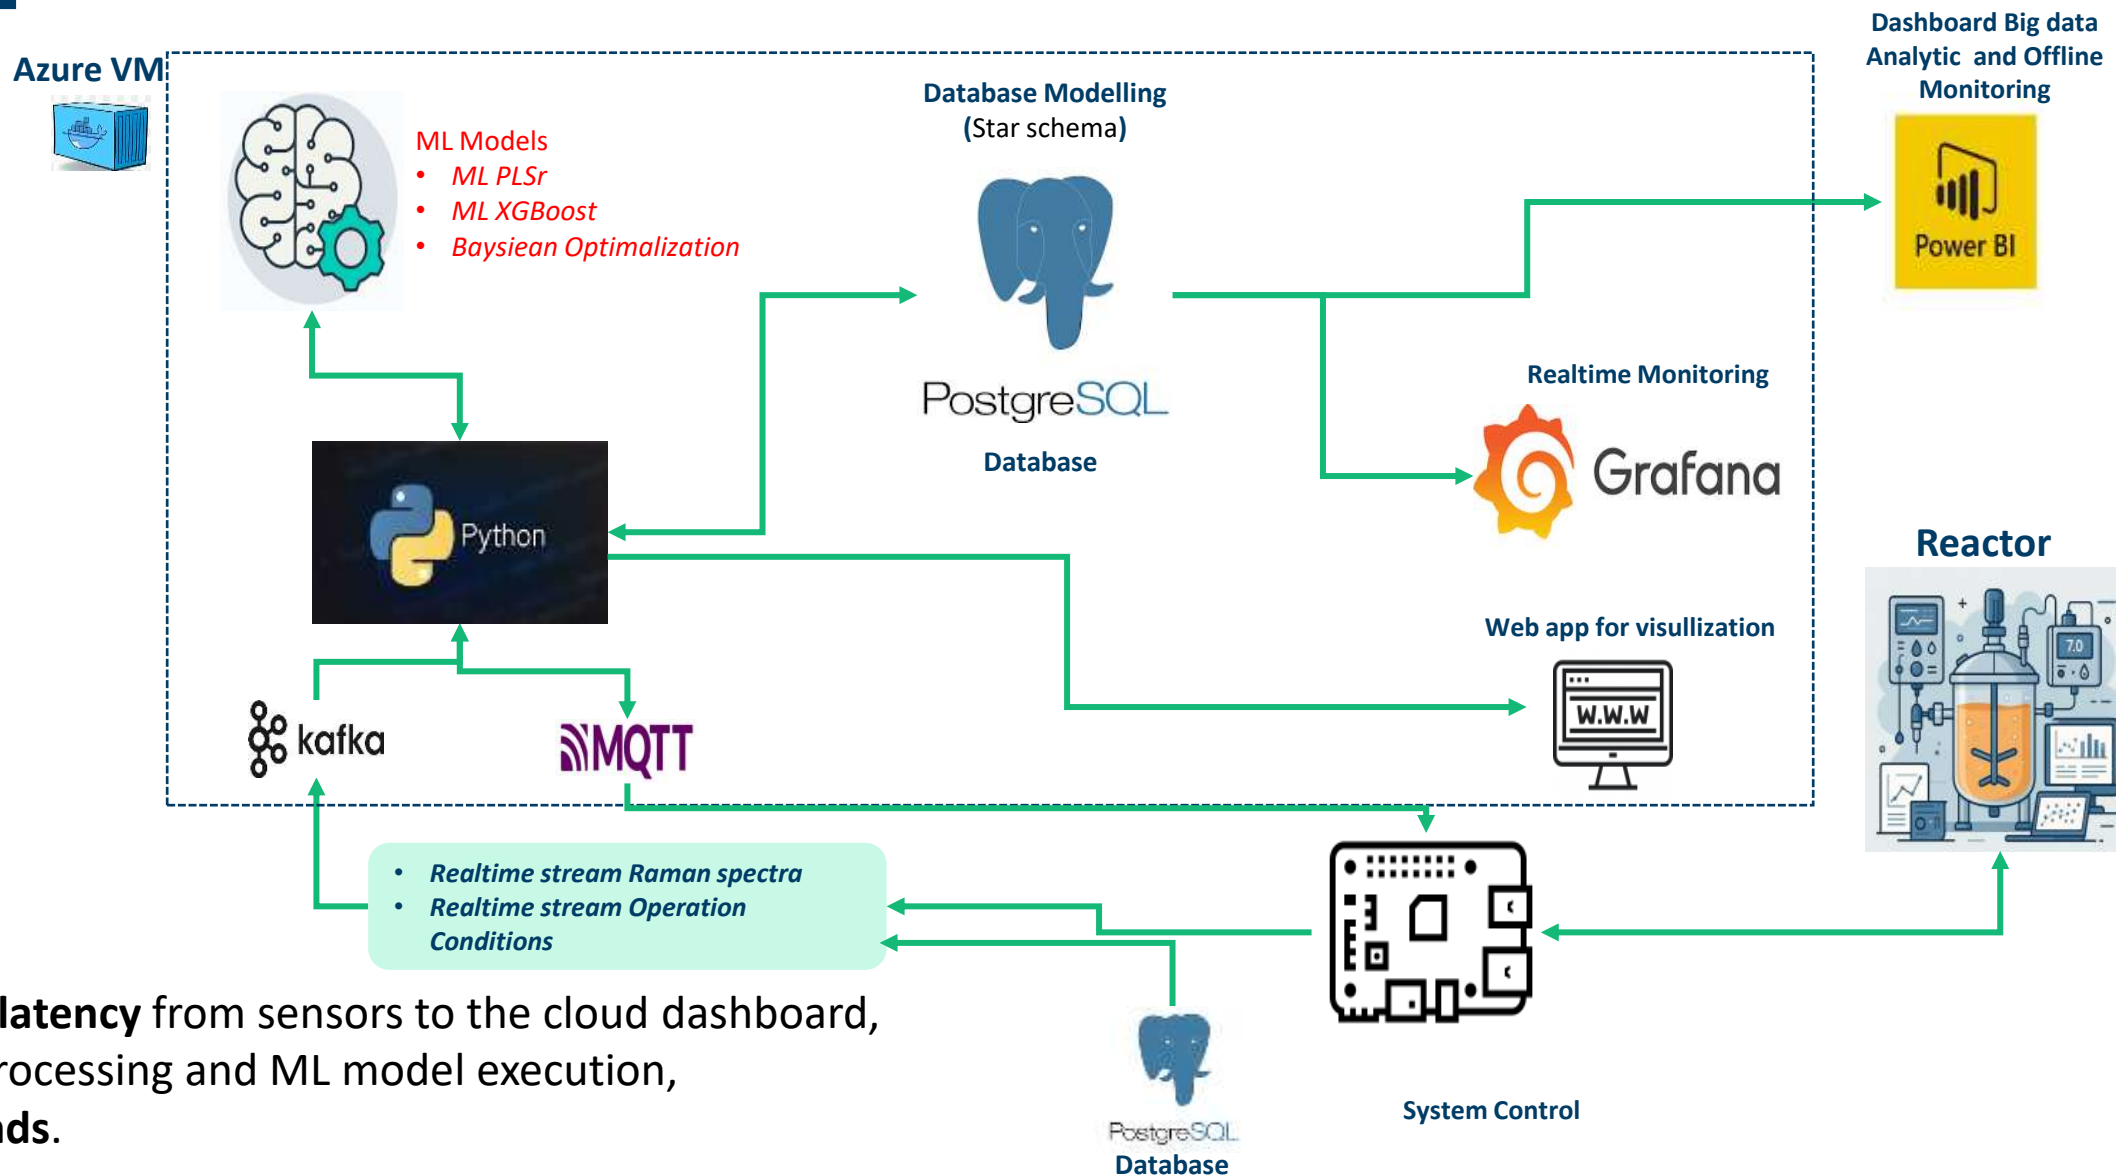 Dashboard Big data
Analytic and Offline
Monitoring
Azure VM
Database Modelling
(Star schema)
ML Models
• ML PLSr
• ML XGBoost
• Baysiean Optimalization
Power BI
Realtime Monitoring
PostgreSQL
Database
Grafana
Python
Reactor
7.0
Web app for visullization
W.W.W
kafka
MQTT
• Realtime stream Raman spectra
• Realtime stream Operation
Conditions
latency from sensors to the cloud dashboard,
rocessing and ML model execution,
ds.
System Control
PostgreSQL
Database